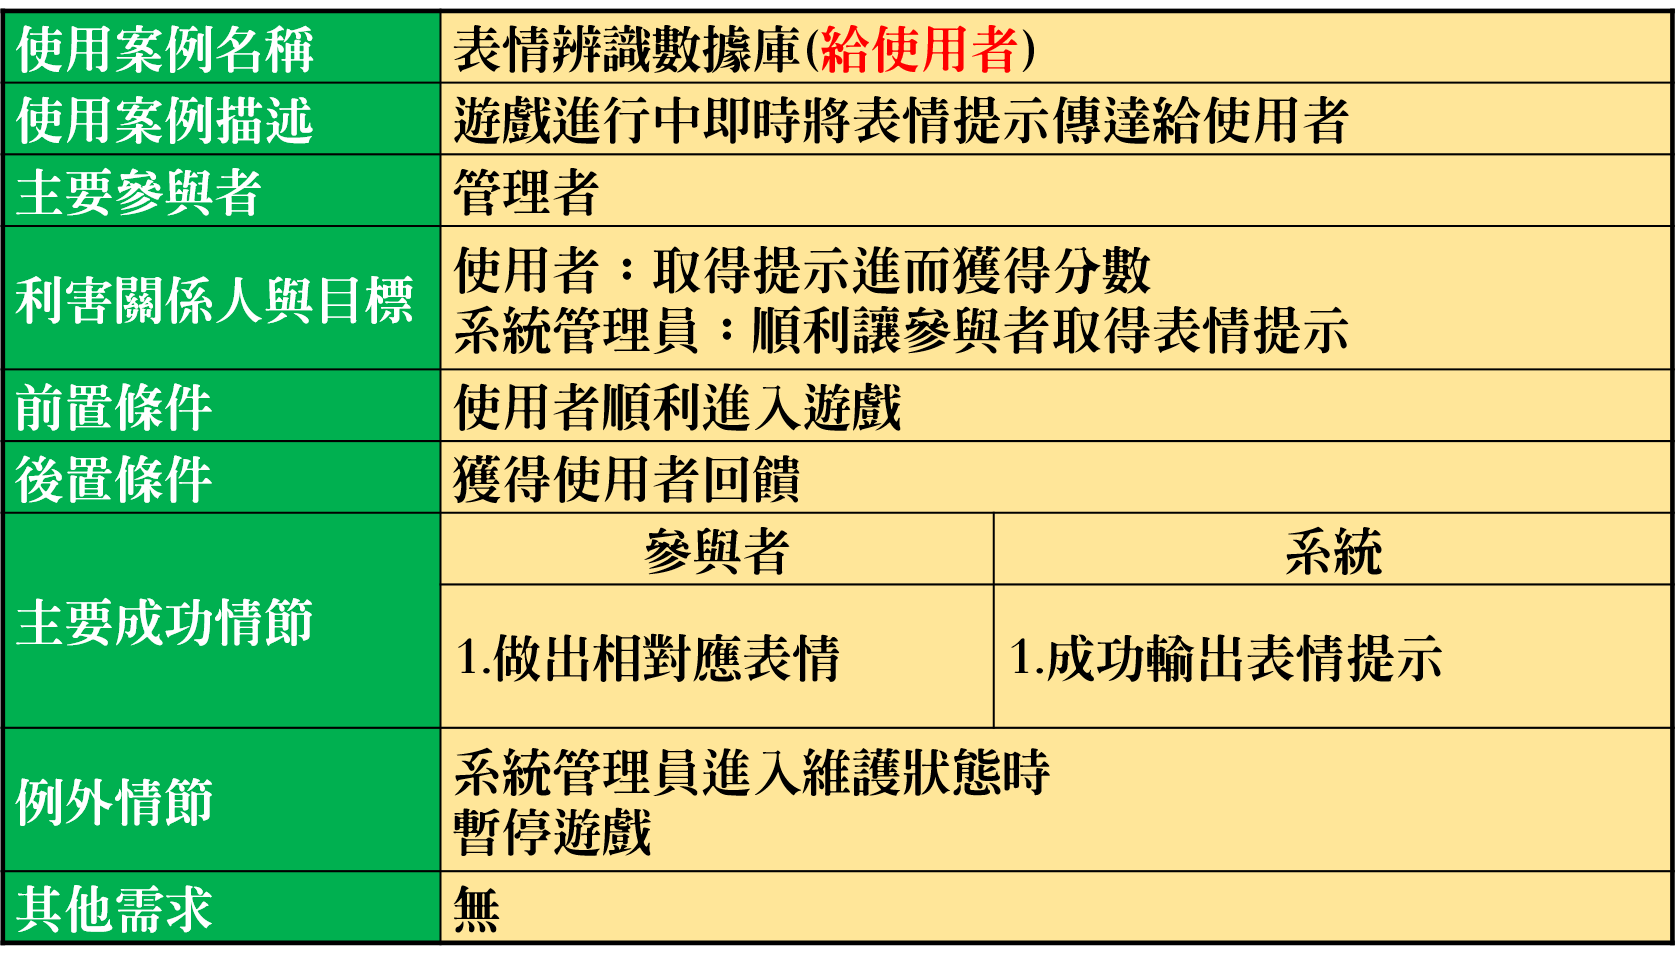 使用案例名稱
表情辨識數據庫(給使用者)
使用案例描述
遊戲進行中即時將表情提示傳達給使用者
主要參與者
管理者
利害關係人與目標
使用者：取得提示進而獲得分數
系統管理員：順利讓參與者取得表情提示
前置條件
使用者順利進入遊戲
後置條件
獲得使用者回饋
主要成功情節
參與者
系統
1.做出相對應表情
1.成功輸出表情提示
例外情節
系統管理員進入維護狀態時
暫停遊戲
其他需求
無